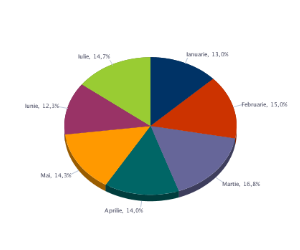 Iulie, 14,7%
Ianuarie, 13,0%
Februarie, 15,0%
Iunie, 12,3%
Mai, 14,3%
Martie, 16,8%
Aprilie, 14,0%